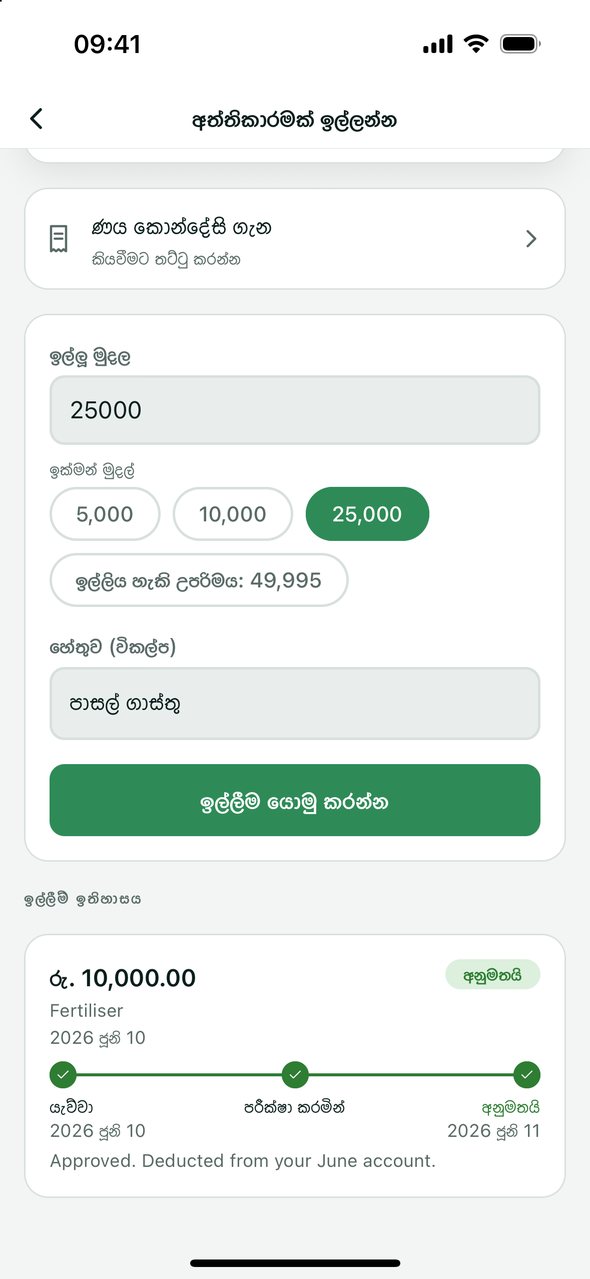 09:41
අත්තිකාරමක් ඉල්ලන්න
ණය කොන්දේසි ගැන
කියවීමට තට්ටු කරන්න
ඉල්ලූ මුදල
25000
ඉක්මන් මුදල්
5,000
10,000
25,000
ඉල්ලිය හැකි උපරිමය: 49,995
හේතුව (විකල්ප)
පාසල් ගාස්තු
ඉල්ලීම යොමු කරන්න
ඉල්ලීම් ඉතිහාසය
රු. 10,000.00
අනුමතයි
Fertiliser
2026 ජූනි 10
යැව්වා
පරීක්ෂා කරමින්
අනුමතයි
2026 ජූනි 10
2026 ජූනි 11
Approved. Deducted from your June account.